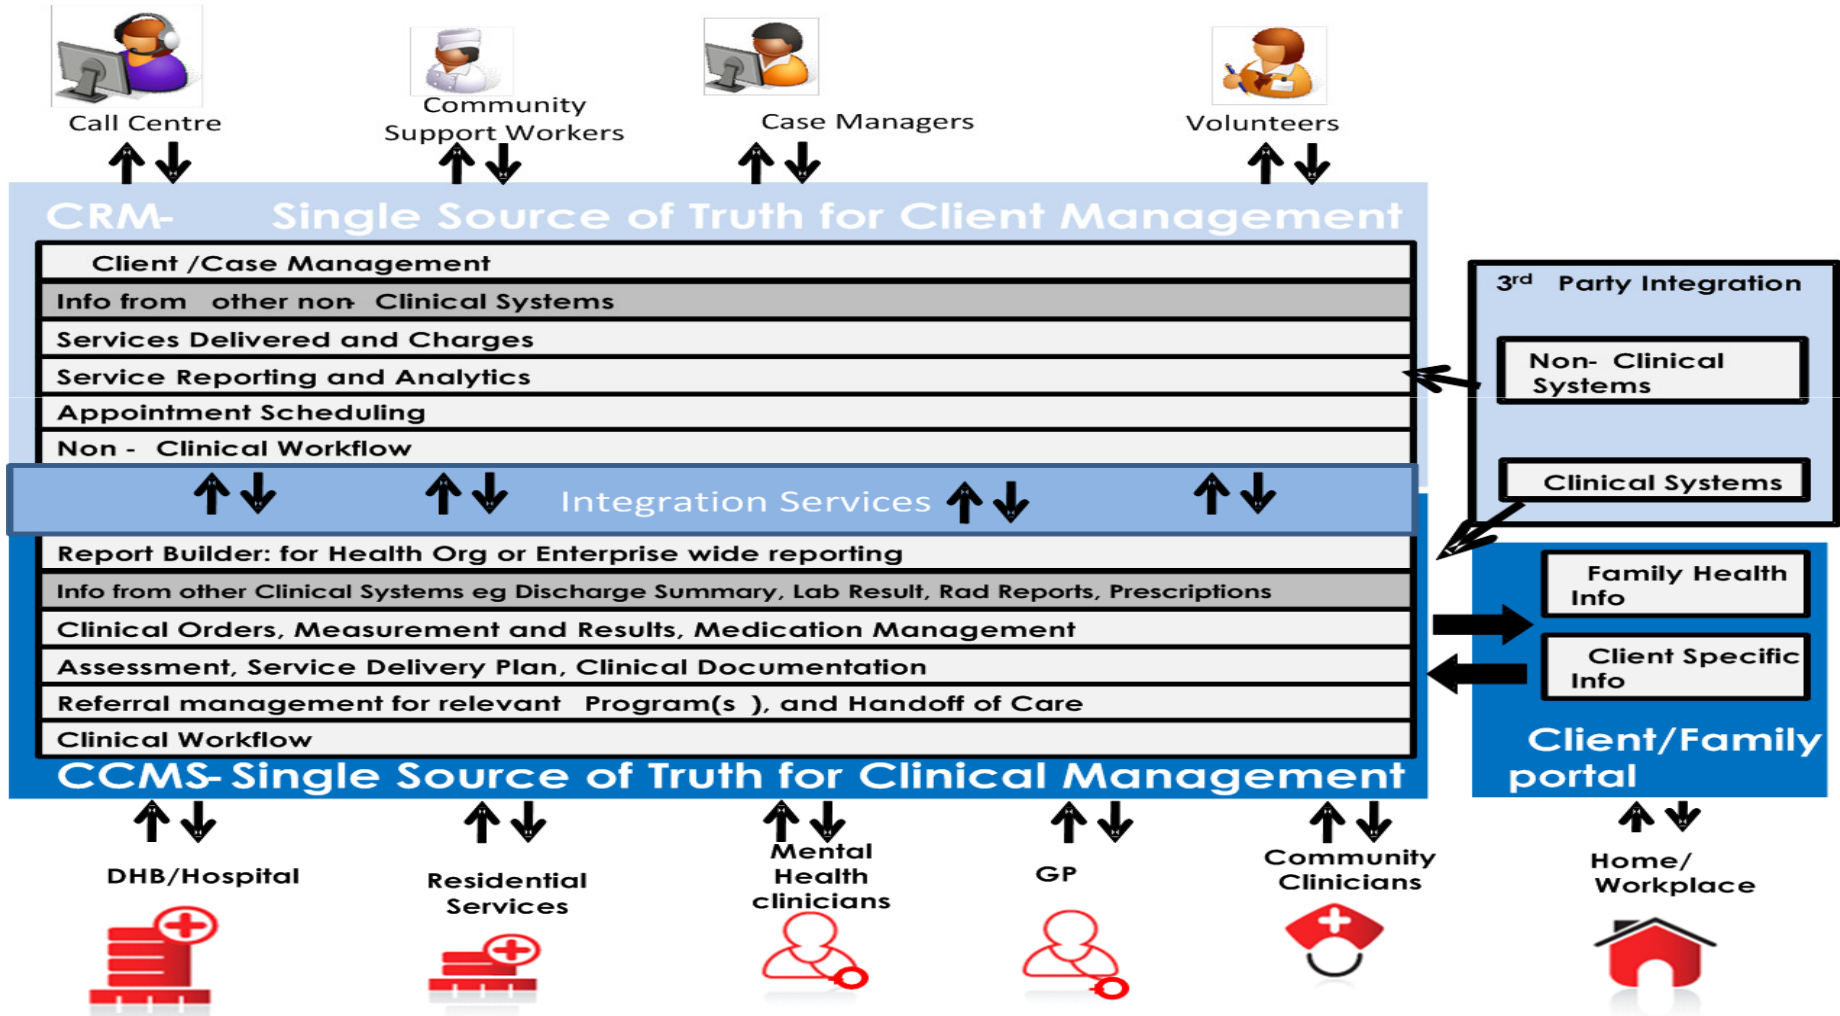 Call Centre
Community
Support Workers
Case Managers
Volunteers
CRM- Single Source of Truth for Client Management
Client /Case Management
Info from other non- Clinical Systems
Services Delivered and Charges
Service Reporting and Analytics
Appointment Scheduling
Non - Clinical Workflow
Integration Services
Report Builder: for Health Org or Enterprise wide reporting
Info from other Clinical Systems eg Discharge Summary, Lab Result, Rad Reports, Prescriptions
Clinical Orders, Measurement and Results, Medication Management
Assessment, Service Delivery Plan, Clinical Documentation
Referral management for relevant Program(s ), and Handoff of Care
Clinical Workflow
CCMS- Single Source of Truth for Clinical Management
3rd Party Integration
Non- Clinical
Systems
Clinical Systems
Family Health
Info
Client Specific
Info
Client/Family
portal
DHB/Hospital
Residential
Services
Mental
Health
clinicians
GP
Community
Clinicians
Home/
Workplace